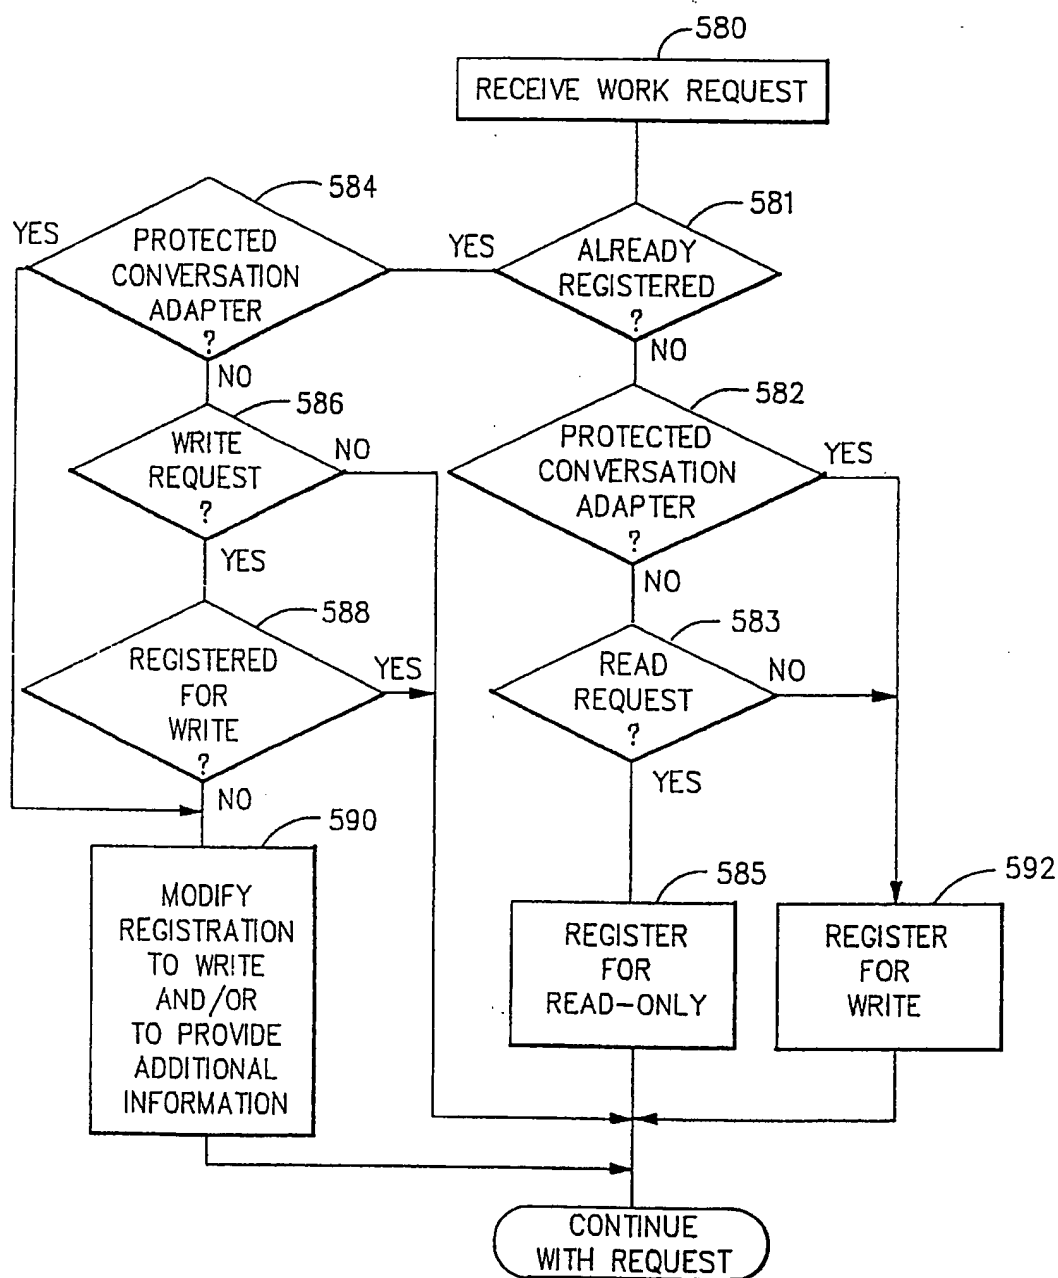 580
RECEIVE WORK REQUEST
584
581
YES
PROTECTED
CONVERSATION
ADAPTER
?
YES
ALREADY
REGISTERED
?
NO
NO
586
582
WRITE
REQUEST
?
NO
PROTECTED
CONVERSATION
ADAPTER
?
YES
YES
NO
588
583
REGISTERED
FOR
WRITE
?
YES
READ
REQUEST
?
NO
NO
YES
590
585
592
MODIFY
REGISTRATION
TO WRITE
AND/OR
TO PROVIDE
ADDITIONAL
INFORMATION
REGISTER
FOR
READ-ONLY
REGISTER
FOR
WRITE
CONTINUE
WITH REQUEST